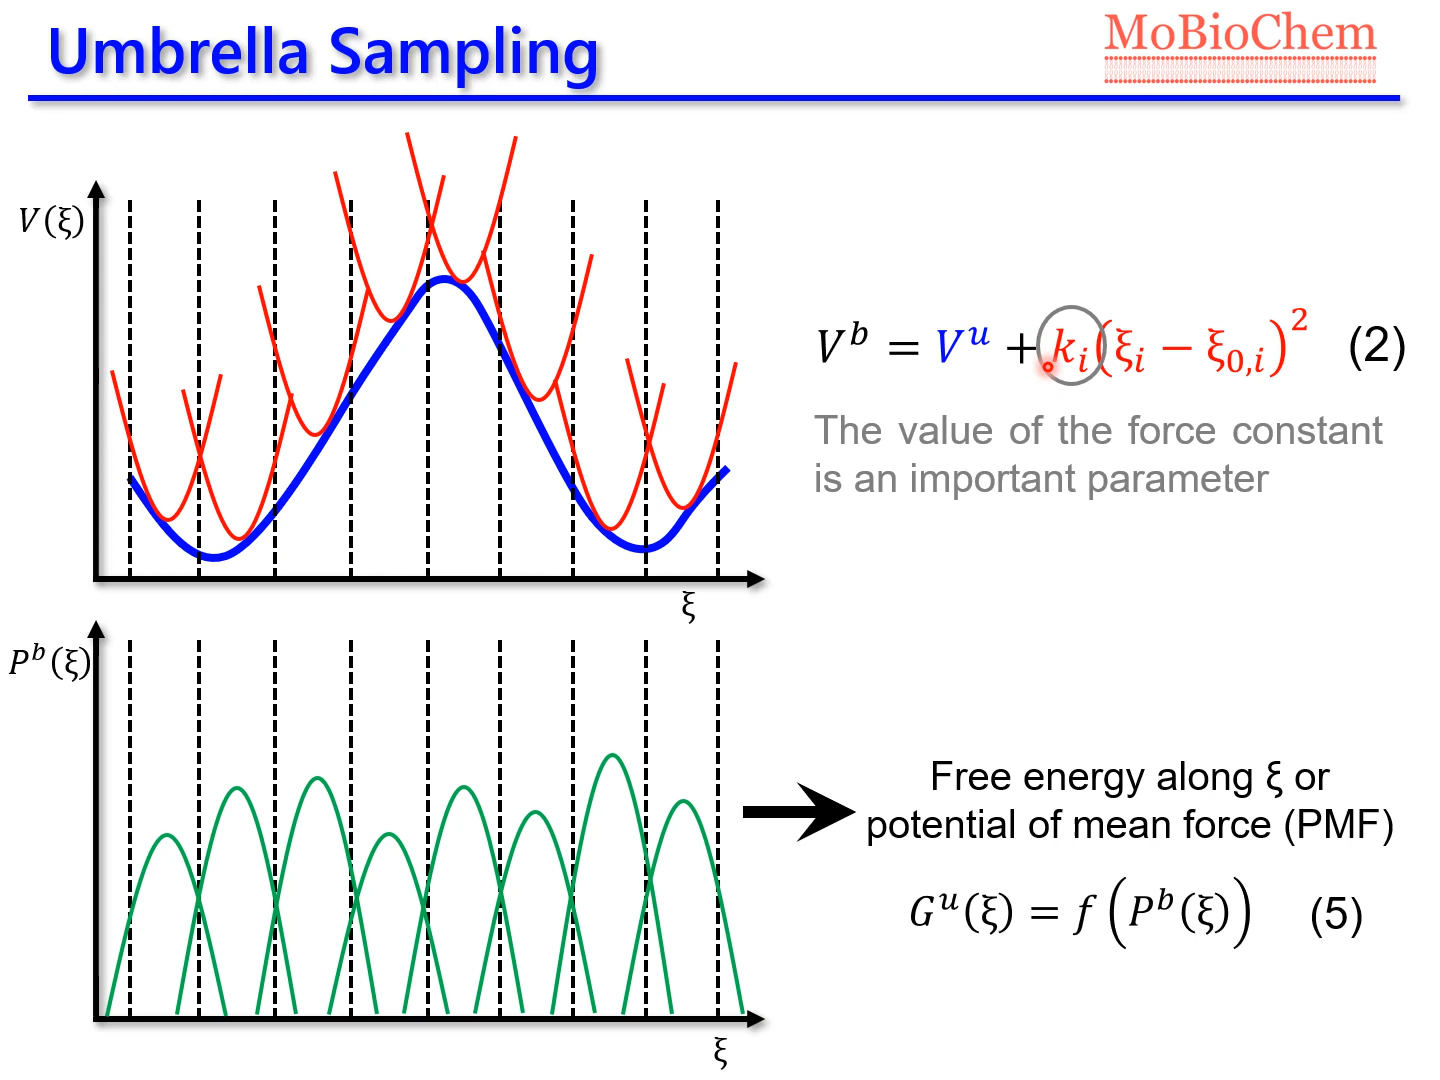 Umbrella Sampling
MoBioChem
V(ξ)
ξ
V^b = V^u + k_i(ξ_i − ξ_{0,i})^2 (2)
The value of the force constant
is an important parameter
P^b(ξ)
ξ
Free energy along ξ or
potential of mean force (PMF)
G^u(ξ) = f(P^b(ξ)) (5)